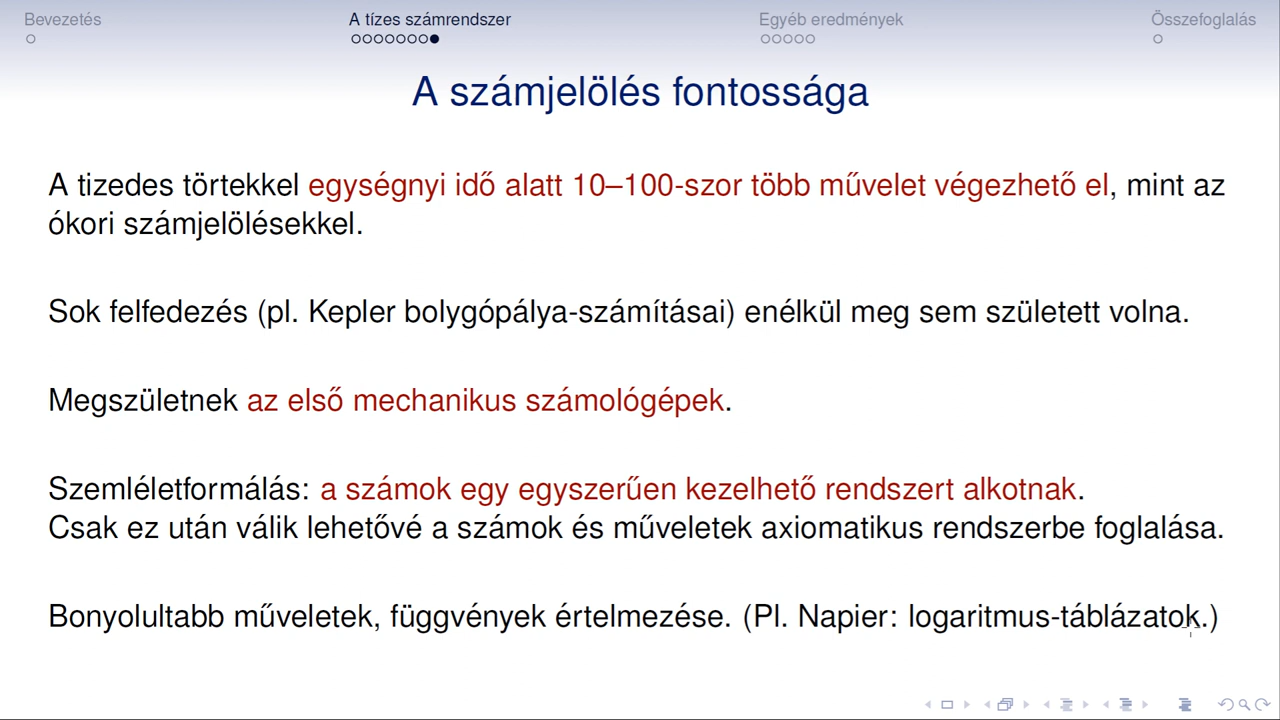 Bevezetés A tízes számrendszer Egyéb eredmények Összefoglalás
A számjelölés fontossága
A tizedes törtekkel egységnyi idő alatt 10–100-szor több művelet végezhető el, mint az
ókori számjelölésekkel.
Sok felfedezés (pl. Kepler bolygópálya-számításai) enélkül meg sem született volna.
Megszületnek az első mechanikus számológépek.
Szemléletformálás: a számok egy egyszerűen kezelhető rendszert alkotnak.
Csak ez után válik lehetővé a számok és műveletek axiomatikus rendszerbe foglalása.
Bonyolultabb műveletek, függvények értelmezése. (Pl. Napier: logaritmus-táblázatok.)